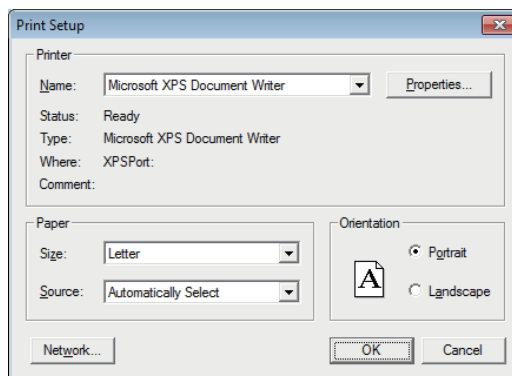 Print Setup
Printer
Name: Microsoft XPS Document Writer Properties...
Status: Ready
Type: Microsoft XPS Document Writer
Where: XPSPort:
Comment:
Paper
Size: Letter
Source: Automatically Select
Orientation
A
Portrait
Landscape
Network... OK Cancel